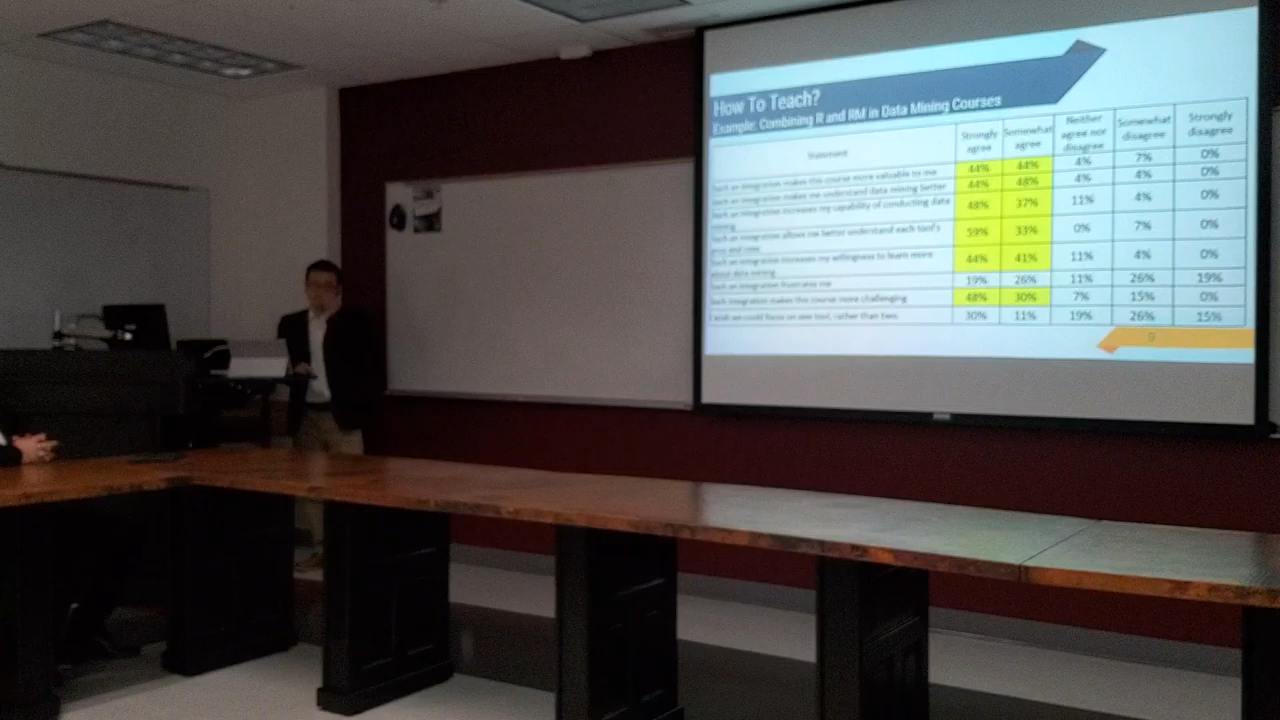 How To Teach?
Example: Combining R and RM in Data Mining Courses
Statement Strongly agree Somewhat agree Neither agree nor disagree Somewhat disagree Strongly disagree
Such an integration makes this course more valuable to me 44% 44% 4% 7% 0%
Such an integration makes me understand data mining better 44% 48% 4% 4% 0%
Such an integration increases my capability of conducting data mining 48% 37% 11% 4% 0%
Such an integration allows me better understand each tool's pros and cons 59% 33% 0% 7% 0%
Such an integration increases my willingness to learn more about data mining 44% 41% 11% 4% 0%
Such an integration frustrates me 19% 26% 11% 26% 19%
Such integration makes this course more challenging 48% 30% 7% 15% 0%
I wish we could focus on one tool, rather than two. 30% 11% 19% 26% 15%
9